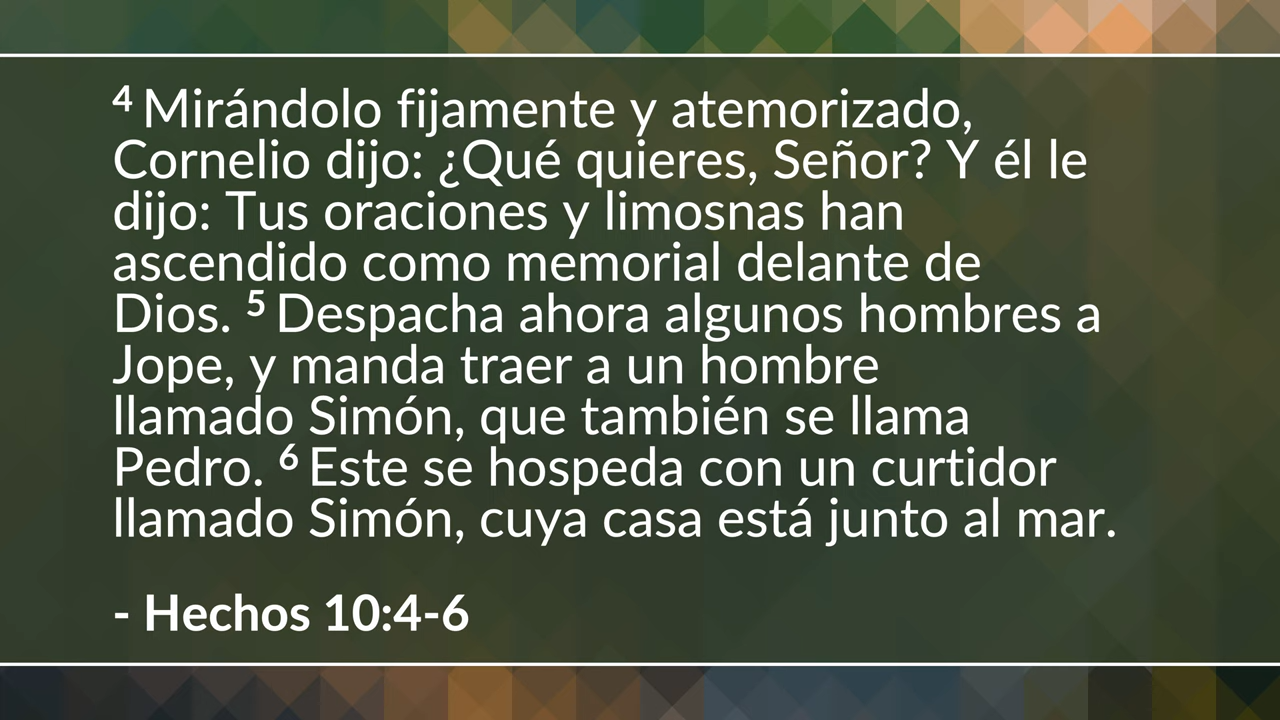 4 Mirándolo fijamente y atemorizado,
Cornelio dijo: ¿Qué quieres, Señor? Y él le
dijo: Tus oraciones y limosnas han
ascendido como memorial delante de
Dios. 5 Despacha ahora algunos hombres a
Jope, y manda traer a un hombre
llamado Simón, que también se llama
Pedro. 6 Este se hospeda con un curtidor
llamado Simón, cuya casa está junto al mar.
- Hechos 10:4-6